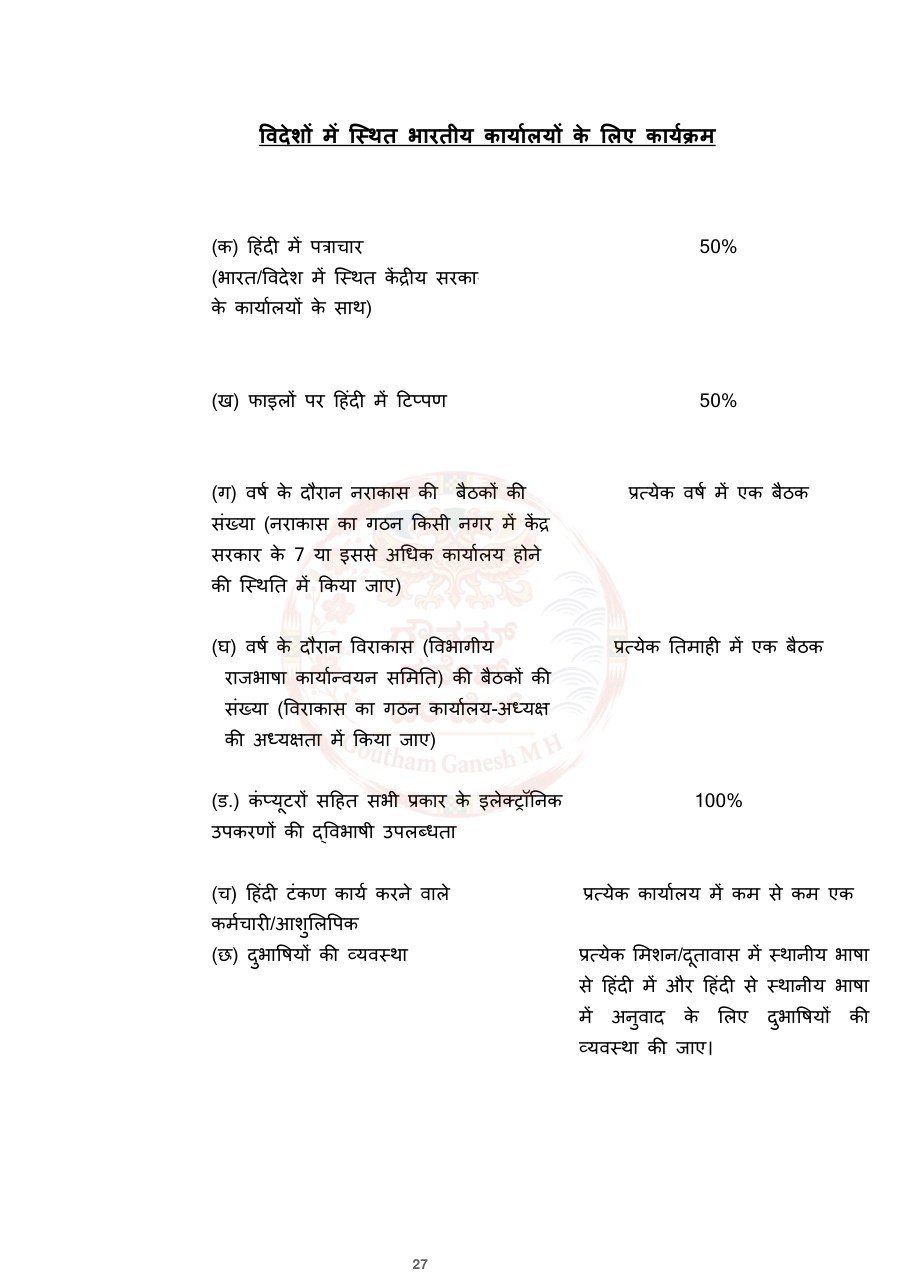 विदेशों में स्थित भारतीय कार्यालयों के लिए कार्यक्रम
(क) हिंदी में पत्राचार 50%
(भारत/विदेश में स्थित केंद्रीय सरका
के कार्यालयों के साथ)
(ख) फाइलों पर हिंदी में टिप्पण 50%
(ग) वर्ष के दौरान नराकास की बैठकों की प्रत्येक वर्ष में एक बैठक
संख्या (नराकास का गठन किसी नगर में केंद्र
सरकार के 7 या इससे अधिक कार्यालय होने
की स्थिति में किया जाए)
(घ) वर्ष के दौरान विराकास (विभागीय प्रत्येक तिमाही में एक बैठक
राजभाषा कार्यान्वयन समिति) की बैठकों की
संख्या (विराकास का गठन कार्यालय-अध्यक्ष
की अध्यक्षता में किया जाए)
Goutham Ganesh M H
(ड.) कंप्यूटरों सहित सभी प्रकार के इलेक्ट्रॉनिक 100%
उपकरणों की द्विभाषी उपलब्धता
(च) हिंदी टंकण कार्य करने वाले प्रत्येक कार्यालय में कम से कम एक
कर्मचारी/आशुलिपिक
(छ) दुभाषियों की व्यवस्था प्रत्येक मिशन/दूतावास में स्थानीय भाषा
से हिंदी में और हिंदी से स्थानीय भाषा
में अनुवाद के लिए दुभाषियों की
व्यवस्था की जाए।
27